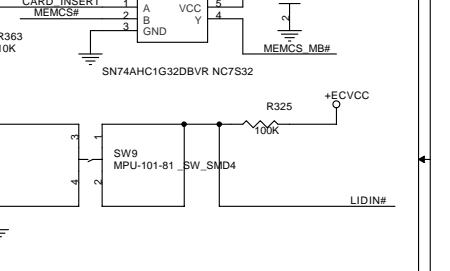 CARD_INSERT 1 A VCC 5
MEMCS# 2 B Y 4
3 GND
R363
10K
2
MEMCS_MB#
SN74AHC1G32DBVR NC7S32
+ECVCC
R325
100K
3 1
SW9
MPU-101-81 _SW_SMD4
4 2
LIDIN#